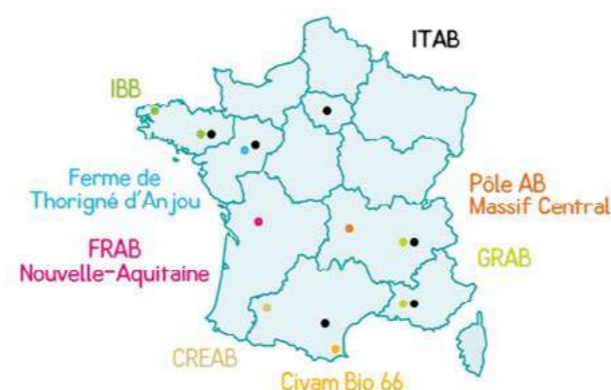 ITAB
IBB
Ferme de
Thorigné d'Anjou
Pôle AB
Massif Central
FRAB
Nouvelle-Aquitaine
GRAB
CREAB
Civam Bio 66